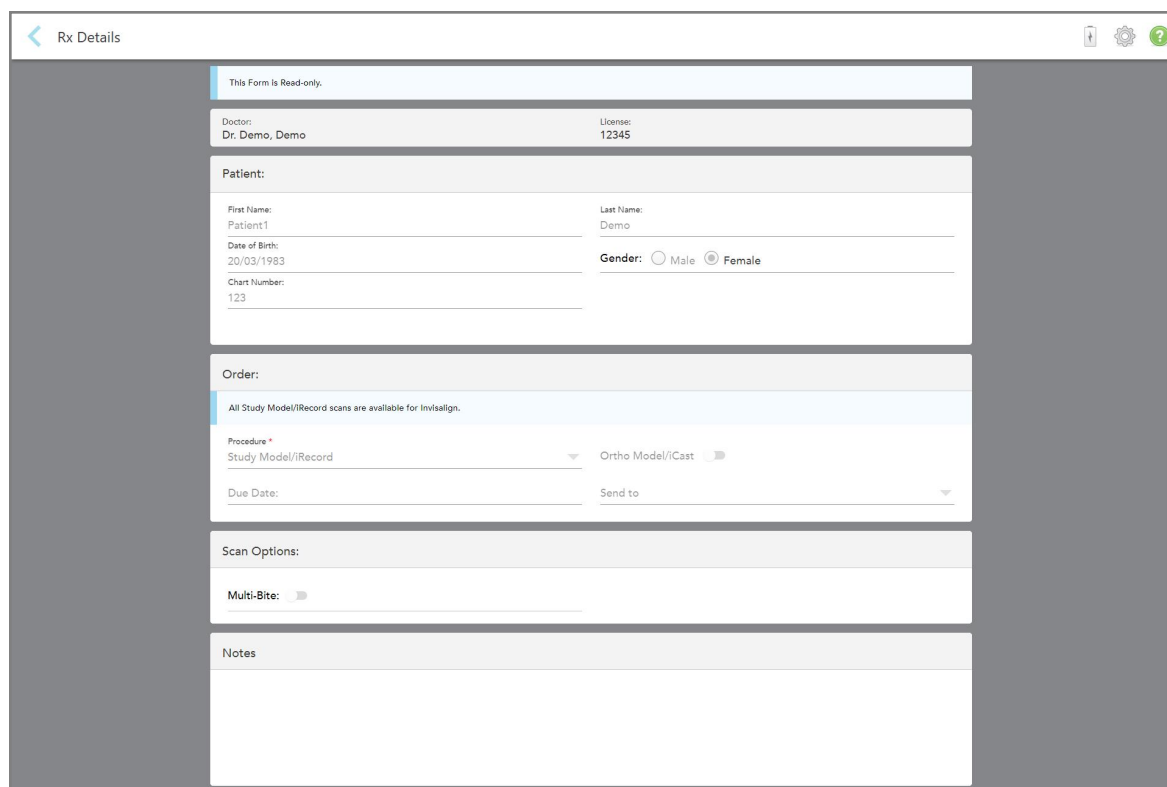 Rx Details
?
This Form is Read-only.
Doctor: License:
Dr. Demo, Demo 12345
Patient:
First Name: Last Name:
Patient1 Demo
Date of Birth:
20/03/1983 Gender: Male Female
Chart Number:
123
Order:
All Study Model/iRecord scans are available for Invisalign.
Procedure *
Study Model/iRecord Ortho Model/iCast
Due Date: Send to
Scan Options:
Multi-Bite:
Notes